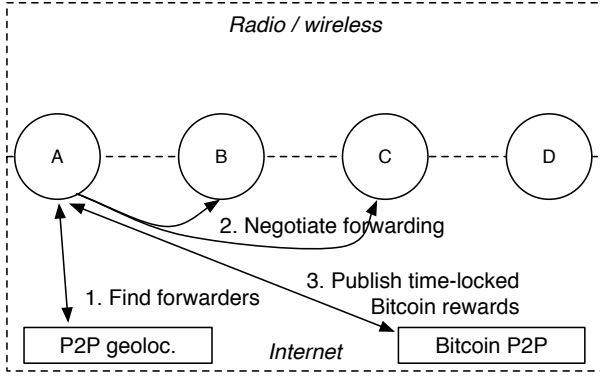 Radio / wireless
A
B
C
D
2. Negotiate forwarding
3. Publish time-locked
Bitcoin rewards
1. Find forwarders
P2P geoloc.
Internet
Bitcoin P2P